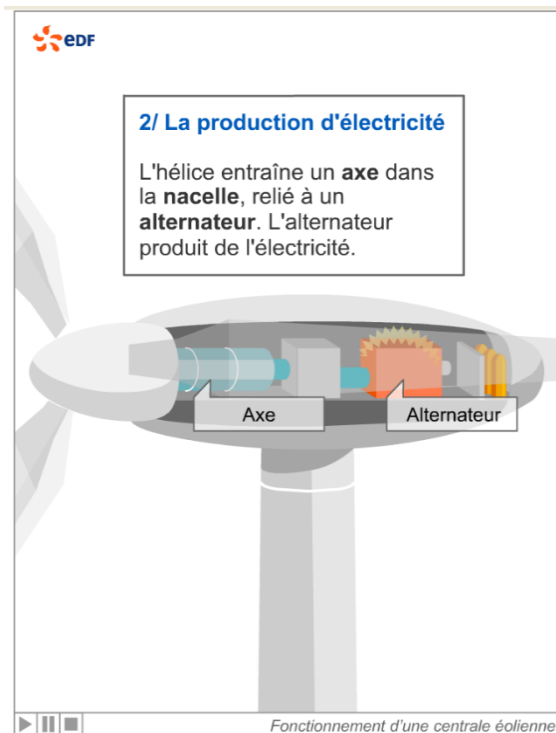 eDF
2/ La production d'électricité
L'hélice entraîne un axe dans
la nacelle, relié à un
alternateur. L'alternateur
produit de l'électricité.
Axe
Alternateur
Fonctionnement d'une centrale éolienne